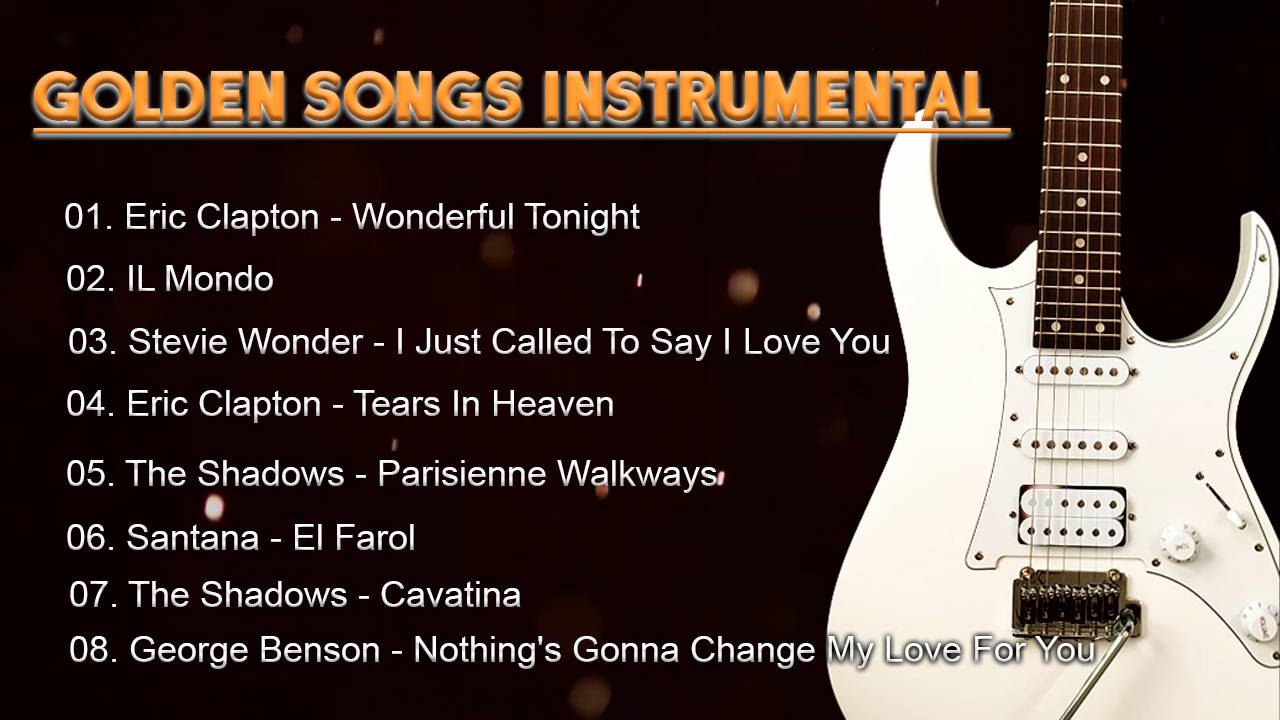 GOLDEN SONGS INSTRUMENTAL
01. Eric Clapton - Wonderful Tonight
02. IL Mondo
03. Stevie Wonder - I Just Called To Say I Love You
04. Eric Clapton - Tears In Heaven
05. The Shadows - Parisienne Walkways
06. Santana - El Farol
07. The Shadows - Cavatina
08. George Benson - Nothing's Gonna Change My Love For You